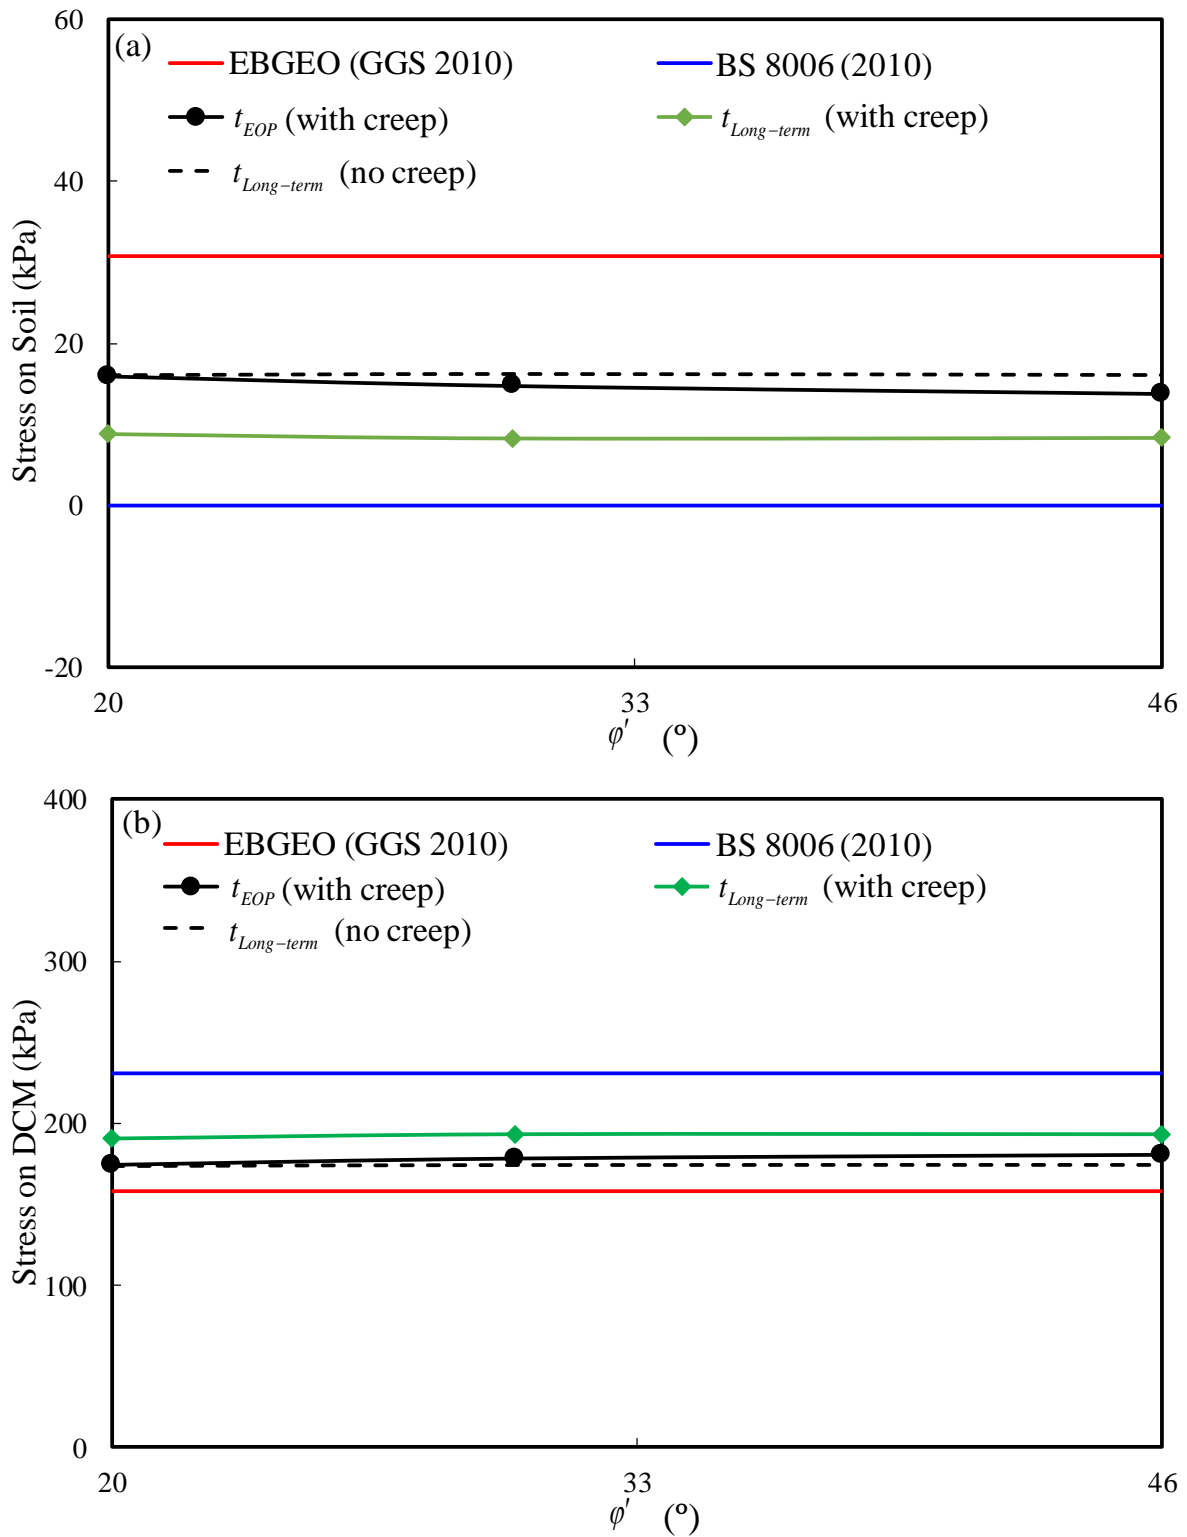 60
(a)
EBGEO (GGS 2010)
BS 8006 (2010)
t_EOP (with creep)
t_Long-term (with creep)
t_Long-term (no creep)
40
20
0
-20
Stress on Soil (kPa)
20
33
46
φ′ (º)
400
(b)
EBGEO (GGS 2010)
BS 8006 (2010)
t_EOP (with creep)
t_Long-term (with creep)
t_Long-term (no creep)
300
200
100
0
Stress on DCM (kPa)
20
33
46
φ′ (º)